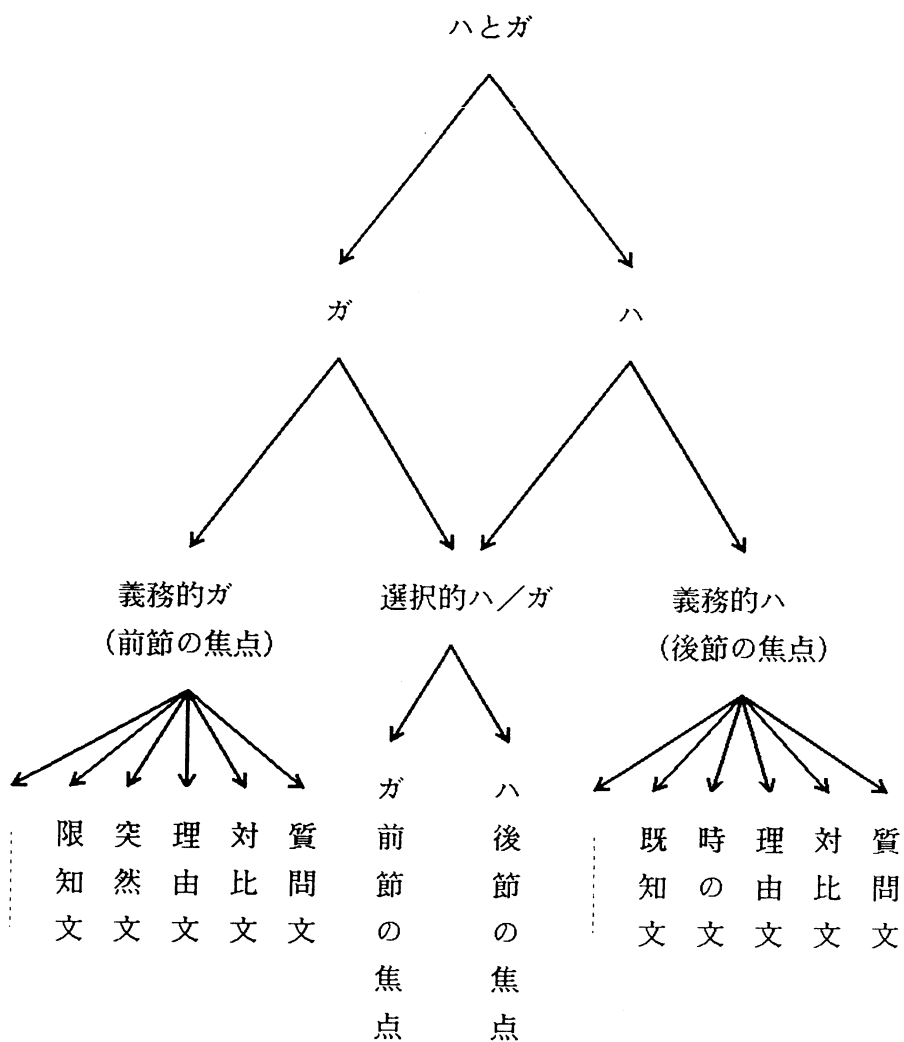 ハとガ
ガ
ハ
義務的ガ
(前節の焦点)
選択的ハ/ガ
義務的ハ
(後節の焦点)
限知文
突然文
理由文
対比文
質問文
ガ前節の焦点
ハ後節の焦点
既知文
時の文
理由文
対比文
質問文